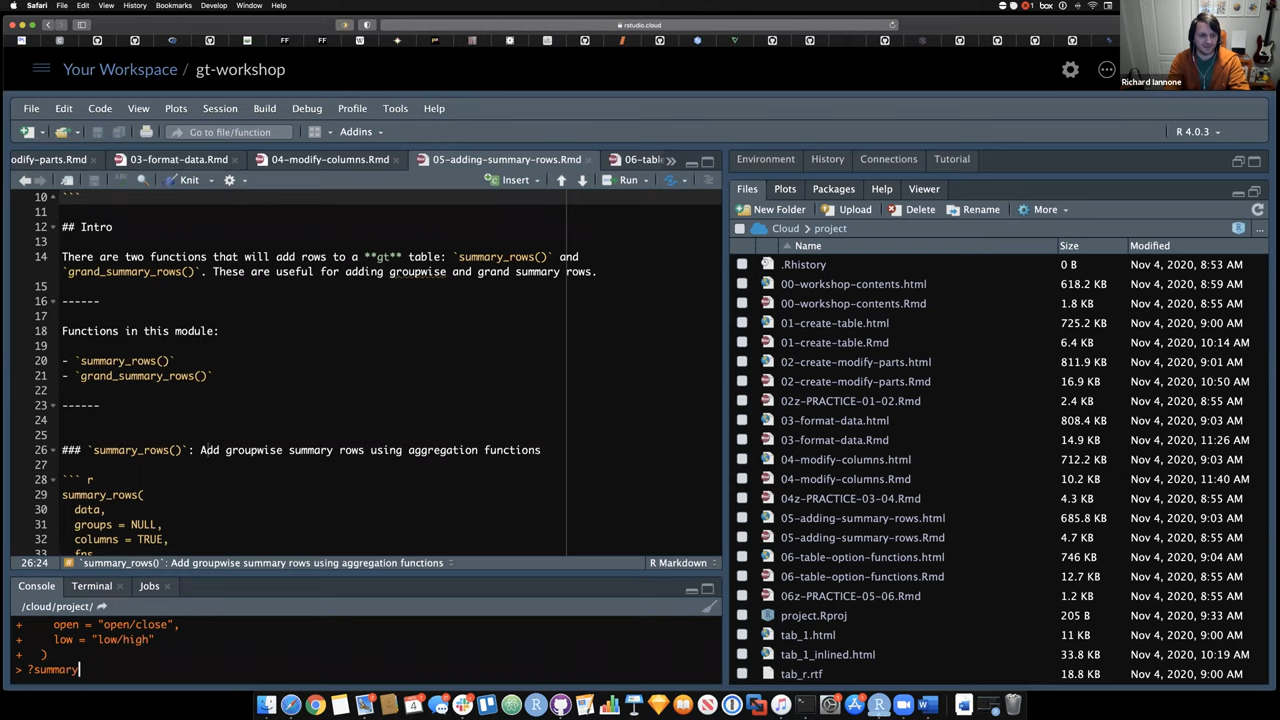 Safari File Edit View History Bookmarks Develop Window Help
box
rstudio.cloud
Richard Iannone
Your Workspace / gt-workshop
File Edit Code View Plots Session Build Debug Profile Tools Help
Go to file/function
Addins
R 4.0.3
odify-parts.Rmd
03-format-data.Rmd
04-modify-columns.Rmd
05-adding-summary-rows.Rmd
06-table
Knit
Insert
Run
10 ```
11
12 ## Intro
13
14 There are two functions that will add rows to a **gt** table: `summary_rows()` and
`grand_summary_rows()`. These are useful for adding groupwise and grand summary rows.
15
16 ------
17
18 Functions in this module:
19
20 - `summary_rows()`
21 - `grand_summary_rows()`
22
23 ------
24
25
26 ### `summary_rows()`: Add groupwise summary rows using aggregation functions
27
28 ``` r
29 summary_rows(
30 data,
31 groups = NULL,
32 columns = TRUE,
33 fns
26:24
`summary_rows()`: Add groupwise summary rows using aggregation functions
R Markdown
Console Terminal Jobs
/cloud/project/
+ open = "open/close",
+ low = "low/high"
+ )
> ?summary
Environment History Connections Tutorial
Files Plots Packages Help Viewer
New Folder Upload Delete Rename More
Cloud project
Name Size Modified
.Rhistory 0 B Nov 4, 2020, 8:53 AM
00-workshop-contents.html 618.2 KB Nov 4, 2020, 8:59 AM
00-workshop-contents.Rmd 1.8 KB Nov 4, 2020, 8:55 AM
01-create-table.html 725.2 KB Nov 4, 2020, 9:00 AM
01-create-table.Rmd 6.4 KB Nov 4, 2020, 10:14 AM
02-create-modify-parts.html 811.9 KB Nov 4, 2020, 9:01 AM
02-create-modify-parts.Rmd 16.9 KB Nov 4, 2020, 10:50 AM
02z-PRACTICE-01-02.Rmd 2.4 KB Nov 4, 2020, 8:55 AM
03-format-data.html 808.4 KB Nov 4, 2020, 9:03 AM
03-format-data.Rmd 14.9 KB Nov 4, 2020, 11:26 AM
04-modify-columns.html 712.2 KB Nov 4, 2020, 9:03 AM
04-modify-columns.Rmd 10.2 KB Nov 4, 2020, 11:40 AM
04z-PRACTICE-03-04.Rmd 4.3 KB Nov 4, 2020, 8:55 AM
05-adding-summary-rows.html 685.8 KB Nov 4, 2020, 9:03 AM
05-adding-summary-rows.Rmd 4.7 KB Nov 4, 2020, 8:55 AM
06-table-option-functions.html 746 KB Nov 4, 2020, 9:04 AM
06-table-option-functions.Rmd 12.7 KB Nov 4, 2020, 8:55 AM
06z-PRACTICE-05-06.Rmd 1.2 KB Nov 4, 2020, 8:55 AM
project.Rproj 205 B Nov 4, 2020, 9:33 AM
tab_1.html 11 KB Nov 4, 2020, 9:00 AM
tab_1_inlined.html 33.8 KB Nov 4, 2020, 10:19 AM
tab_r.rtf 18.8 KB Nov 4, 2020, 9:00 AM